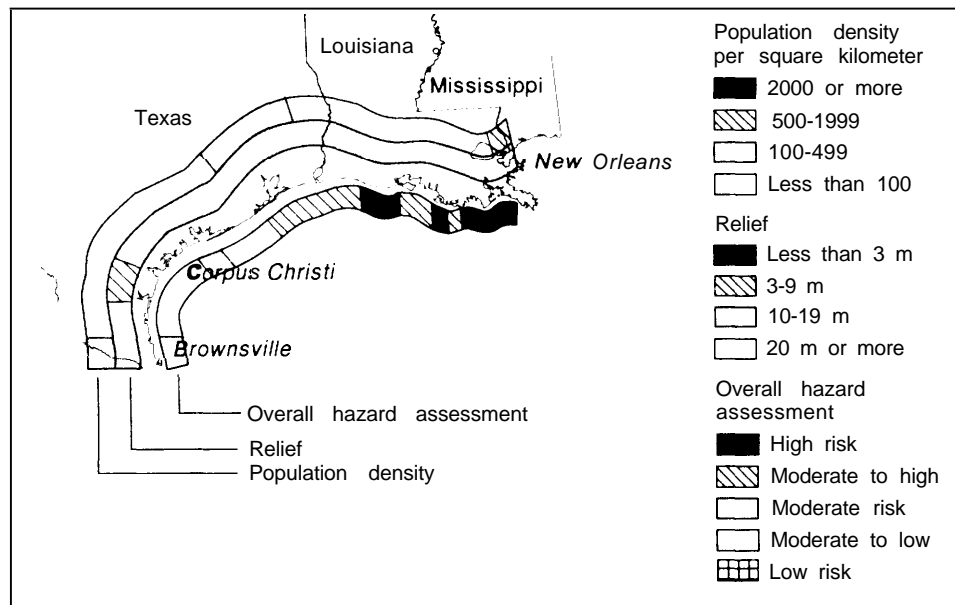 Louisiana
Mississippi
Texas
New Orleans
Corpus Christi
Brownsville
Overall hazard assessment
Relief
Population density
Population density
per square kilometer
2000 or more
500-1999
100-499
Less than 100
Relief
Less than 3 m
3-9 m
10-19 m
20 m or more
Overall hazard
assessment
High risk
Moderate to high
Moderate risk
Moderate to low
Low risk